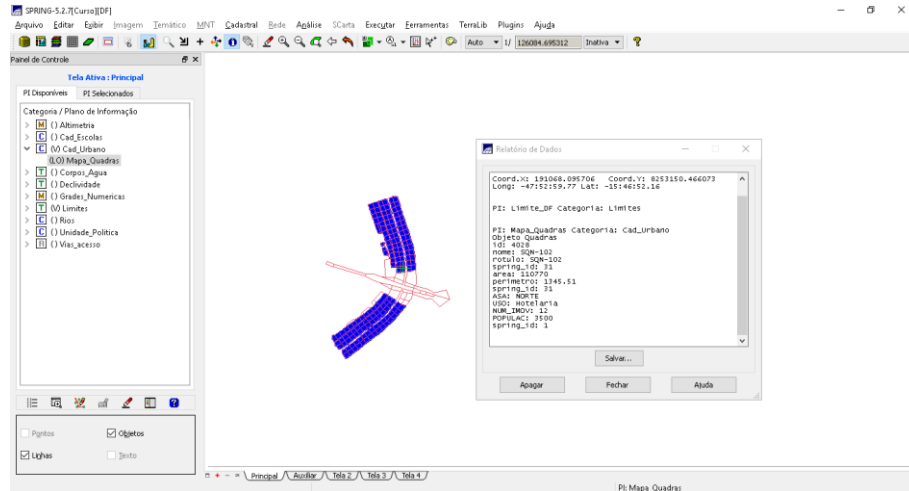 SPRING-5.2.7[Curso][DF]
Arquivo Editar Exibir Imagem Temático MNT Cadastral Rede Análise SCarta Executar Ferramentas TerraLib Plugins Ajuda
Auto 1/ 126084.695312 Inativa
Painel de Controle
Tela Ativa : Principal
PI Disponíveis PI Selecionados
Categoria / Plano de Informação
M () Altimetria
C () Cad_Escolas
C (V) Cad_Urbano
(LO) Mapa_Quadras
T () Corpos_Agua
T () Declividade
M () Grades_Numericas
T (V) Limites
C () Rios
C () Unidade_Politica
R () Vias_acesso
Pontos Objetos
Linhas Texto
Relatório de Dados
Coord.X: 191068.095706 Coord.Y: 8253150.466073
Long: -47:52:59.77 Lat: -15:46:52.16
PI: Limite_DF Categoria: Limites
PI: Mapa_Quadras Categoria: Cad_Urbano
Objeto Quadras
id: 4028
nome: SQN-102
rotulo: SQN-102
spring_id: 31
area: 110770
perimetro: 1345.51
spring_id: 31
ASA: NORTE
USO: Hotelaria
NUM_IMOV: 12
POPULAC: 3500
spring_id: 1
Salvar...
Apagar Fechar Ajuda
Principal Auxiliar Tela 2 Tela 3 Tela 4
PI: Mapa_Quadras